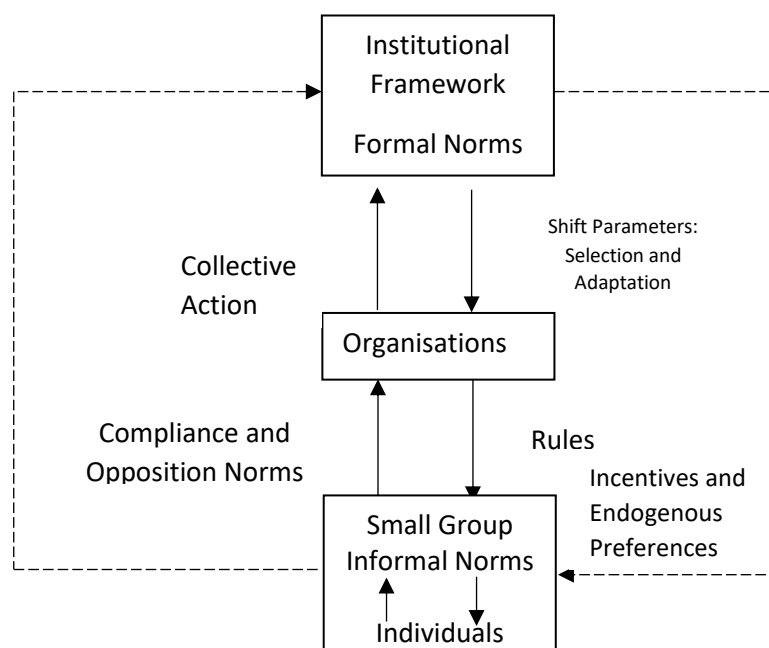 Institutional
Framework
Formal Norms
Shift Parameters:
Selection and
Adaptation
Collective
Action
Organisations
Compliance and
Opposition Norms
Rules
Incentives and
Endogenous
Preferences
Small Group
Informal Norms
Individuals